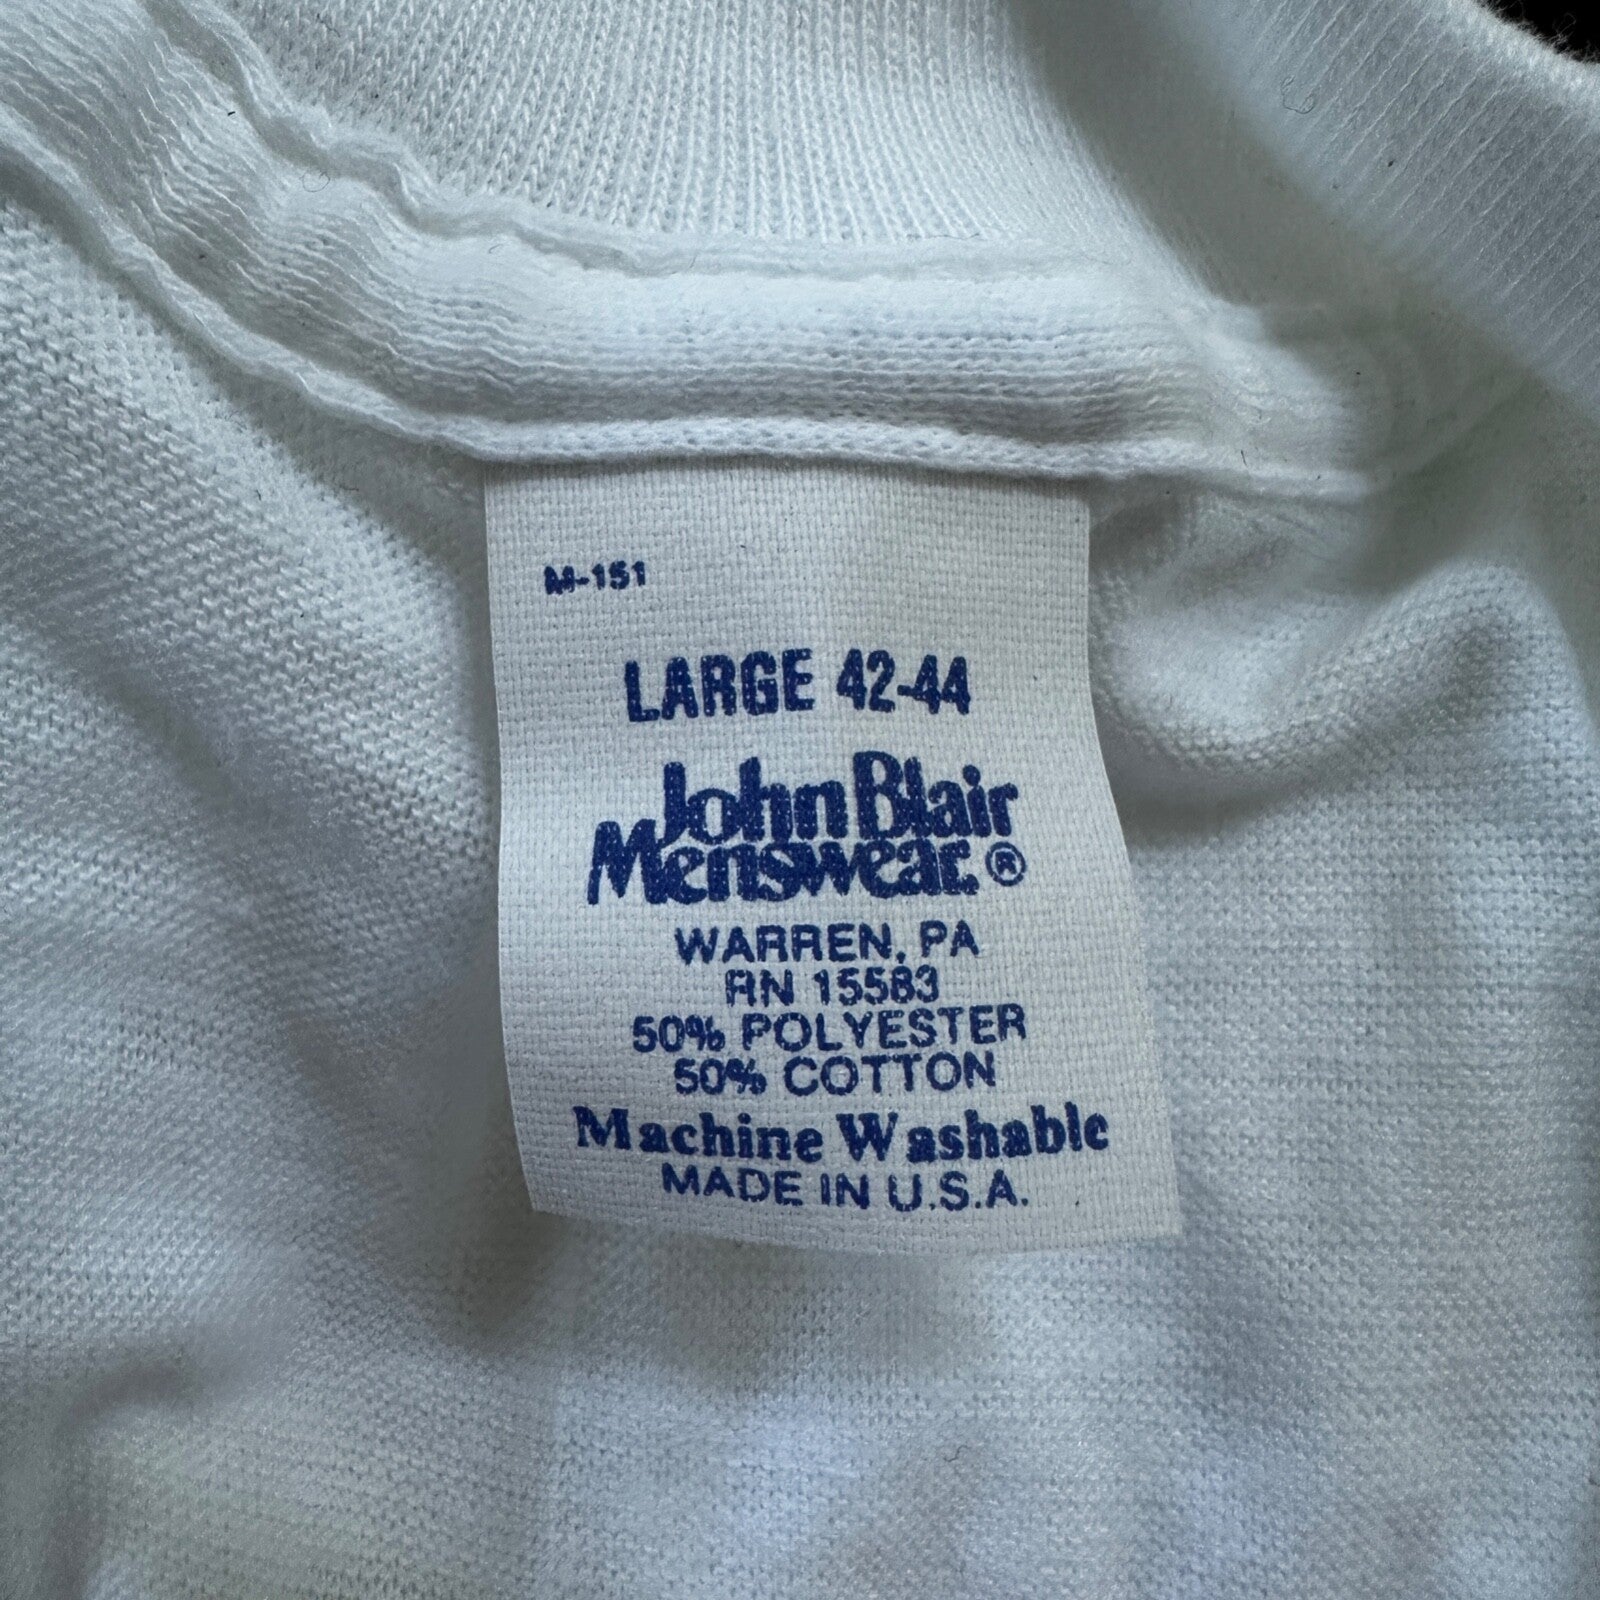 M-151
LARGE 42-44
John Blair
Menswear ®
WARREN, PA
RN 15583
50% POLYESTER
50% COTTON
Machine Washable
MADE IN U.S.A.